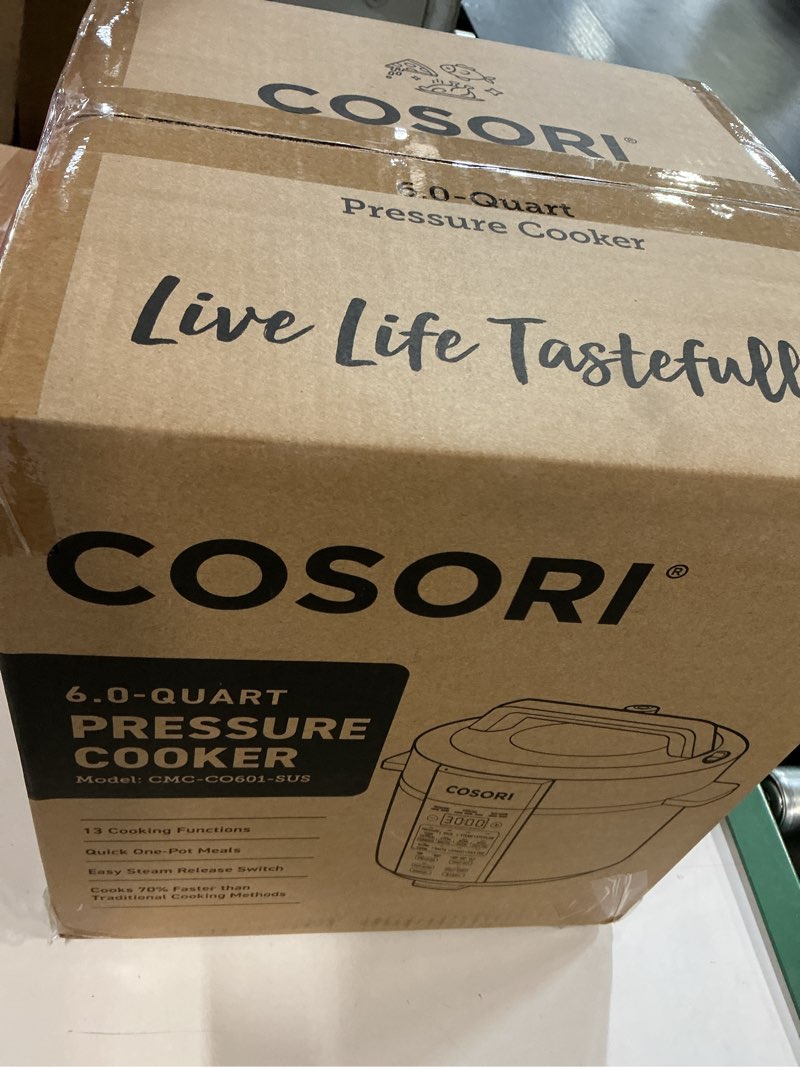 COSORI®
6.0-Quart
Pressure Cooker
Live Life Tastefull
COSORI®
6.0-QUART
PRESSURE
COOKER
Model: CMC-CO601-SUS
13 Cooking Functions
Quick One-Pot Meals
Easy Steam Release Switch
Cooks 70% Faster than
Traditional Cooking Methods
COSORI
30:00